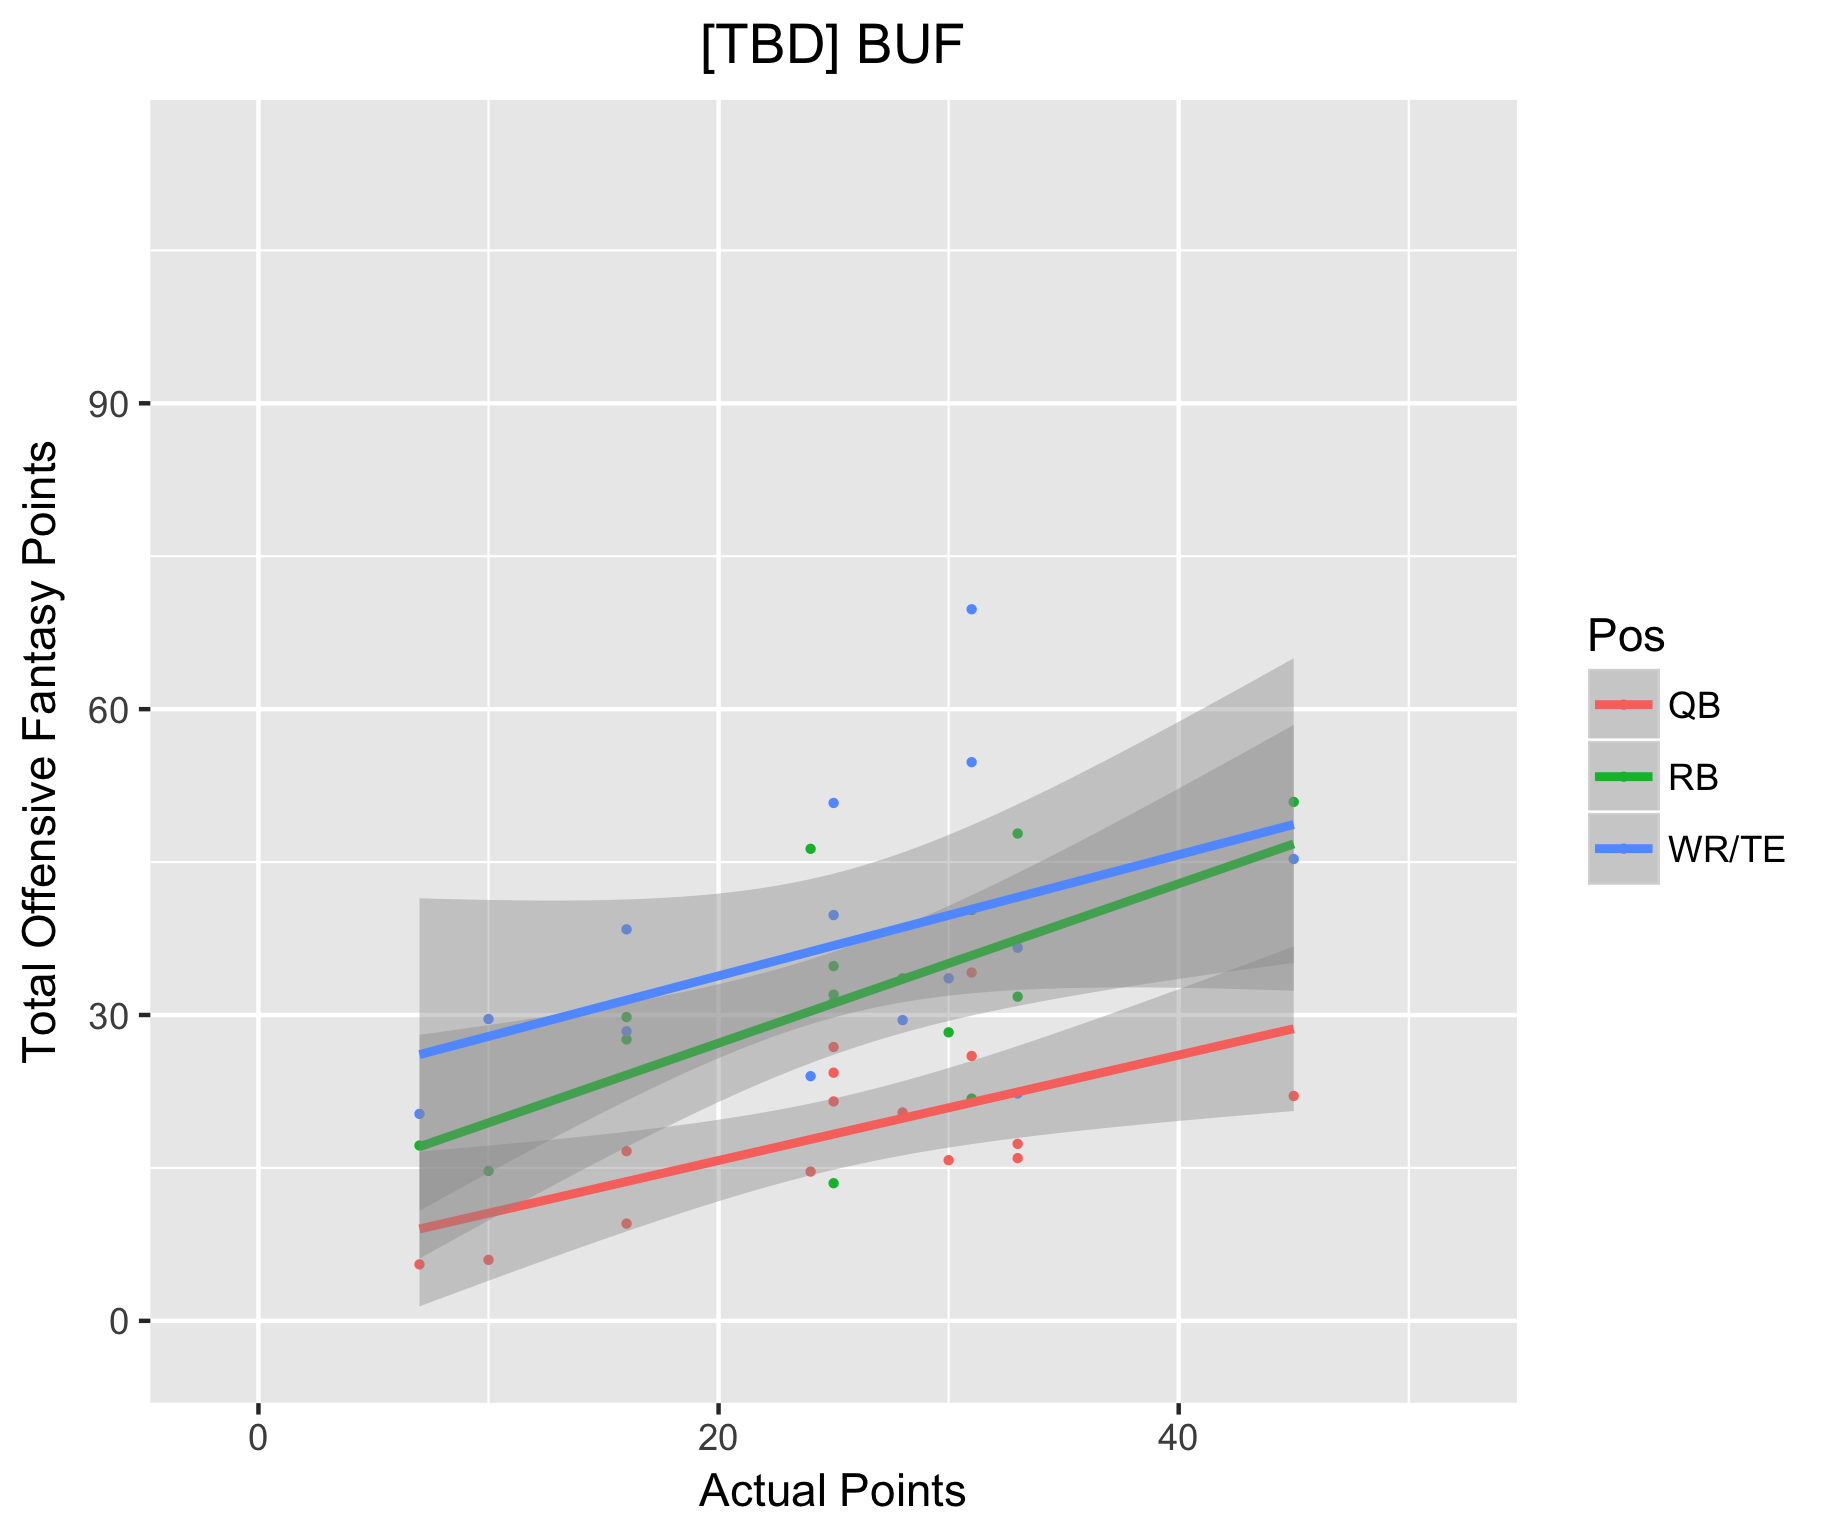 [TBD] BUF
Total Offensive Fantasy Points
90
60
30
0
0 20 40
Actual Points
Pos
QB
RB
WR/TE